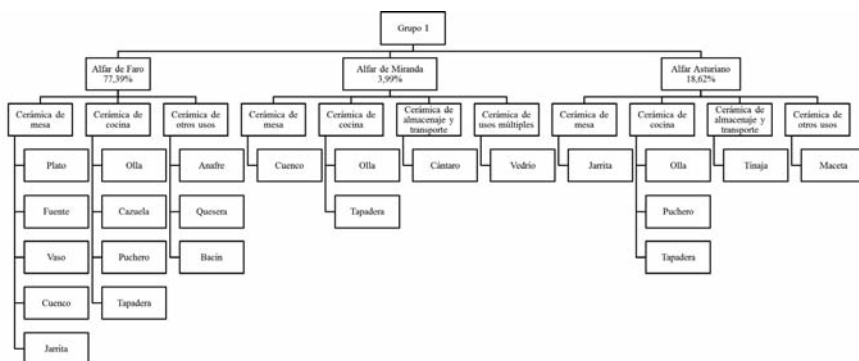 Grupo 1
Alfar de Faro
77,39%
Alfar de Miranda
3,99%
Alfar Asturiano
18,62%
Cerámica de
mesa
Cerámica de
cocina
Cerámica de
otros usos
Cerámica de
mesa
Cerámica de
cocina
Cerámica de
almacenaje y
transporte
Cerámica de
usos múltiples
Cerámica de
mesa
Cerámica de
cocina
Cerámica de
almacenaje y
transporte
Cerámica de
otros usos
Plato
Olla
Anafre
Cuenco
Olla
Cántaro
Vedrío
Jarrita
Olla
Tinaja
Maceta
Fuente
Cazuela
Quesera
Tapadera
Puchero
Vaso
Puchero
Bacín
Tapadera
Cuenco
Tapadera
Jarrita